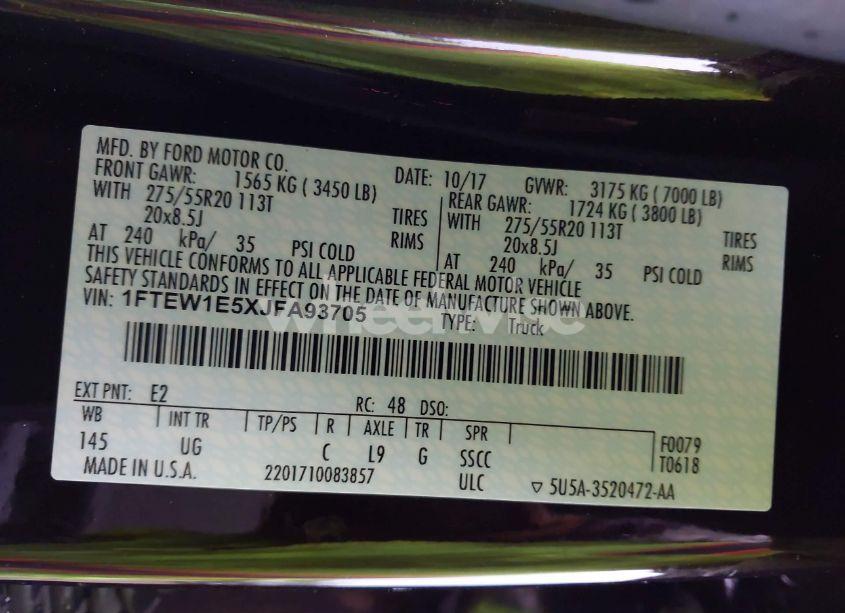 MFD. BY FORD MOTOR CO. DATE: 10/17 GVWR: 3175 KG ( 7000 LB)
FRONT GAWR: 1565 KG ( 3450 LB) REAR GAWR: 1724 KG ( 3800 LB)
WITH 275/55R20 113T TIRES WITH 275/55R20 113T TIRES
20x8.5J RIMS 20x8.5J RIMS
AT 240 kPa/ 35 PSI COLD AT 240 kPa/ 35 PSI COLD
THIS VEHICLE CONFORMS TO ALL APPLICABLE FEDERAL MOTOR VEHICLE
SAFETY STANDARDS IN EFFECT ON THE DATE OF MANUFACTURE SHOWN ABOVE.
VIN: 1FTEW1E5XJFA93705 TYPE: Truck
wheelwise
EXT PNT: E2 RC: 48 DSO:
WB INT TR TP/PS R AXLE TR SPR F0079
145 UG C L9 G SSCC T0618
MADE IN U.S.A. 2201710083857 ULC ▽ 5U5A-3520472-AA